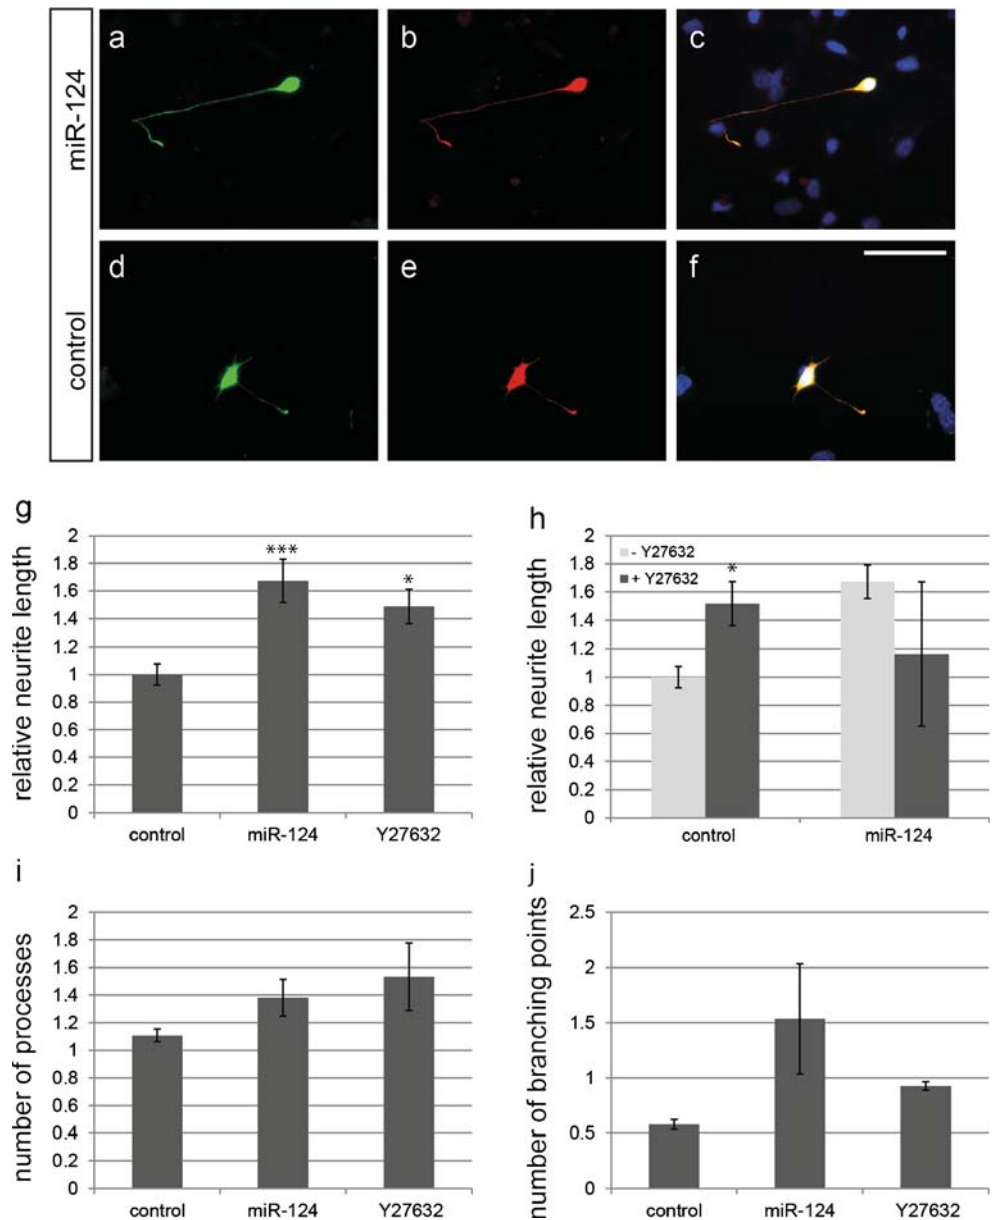 miR-124
a
b
c
control
d
e
f
g
relative neurite length
2
1.8
1.6
1.4
1.2
1
0.8
0.6
0.4
0.2
0
***
*
control
miR-124
Y27632
h
relative neurite length
2
1.8
1.6
1.4
1.2
1
0.8
0.6
0.4
0.2
0
- Y27632
+ Y27632
*
control
miR-124
i
number of processes
2
1.8
1.6
1.4
1.2
1
0.8
0.6
0.4
0.2
0
control
miR-124
Y27632
j
number of branching points
2.5
2
1.5
1
0.5
0
control
miR-124
Y27632